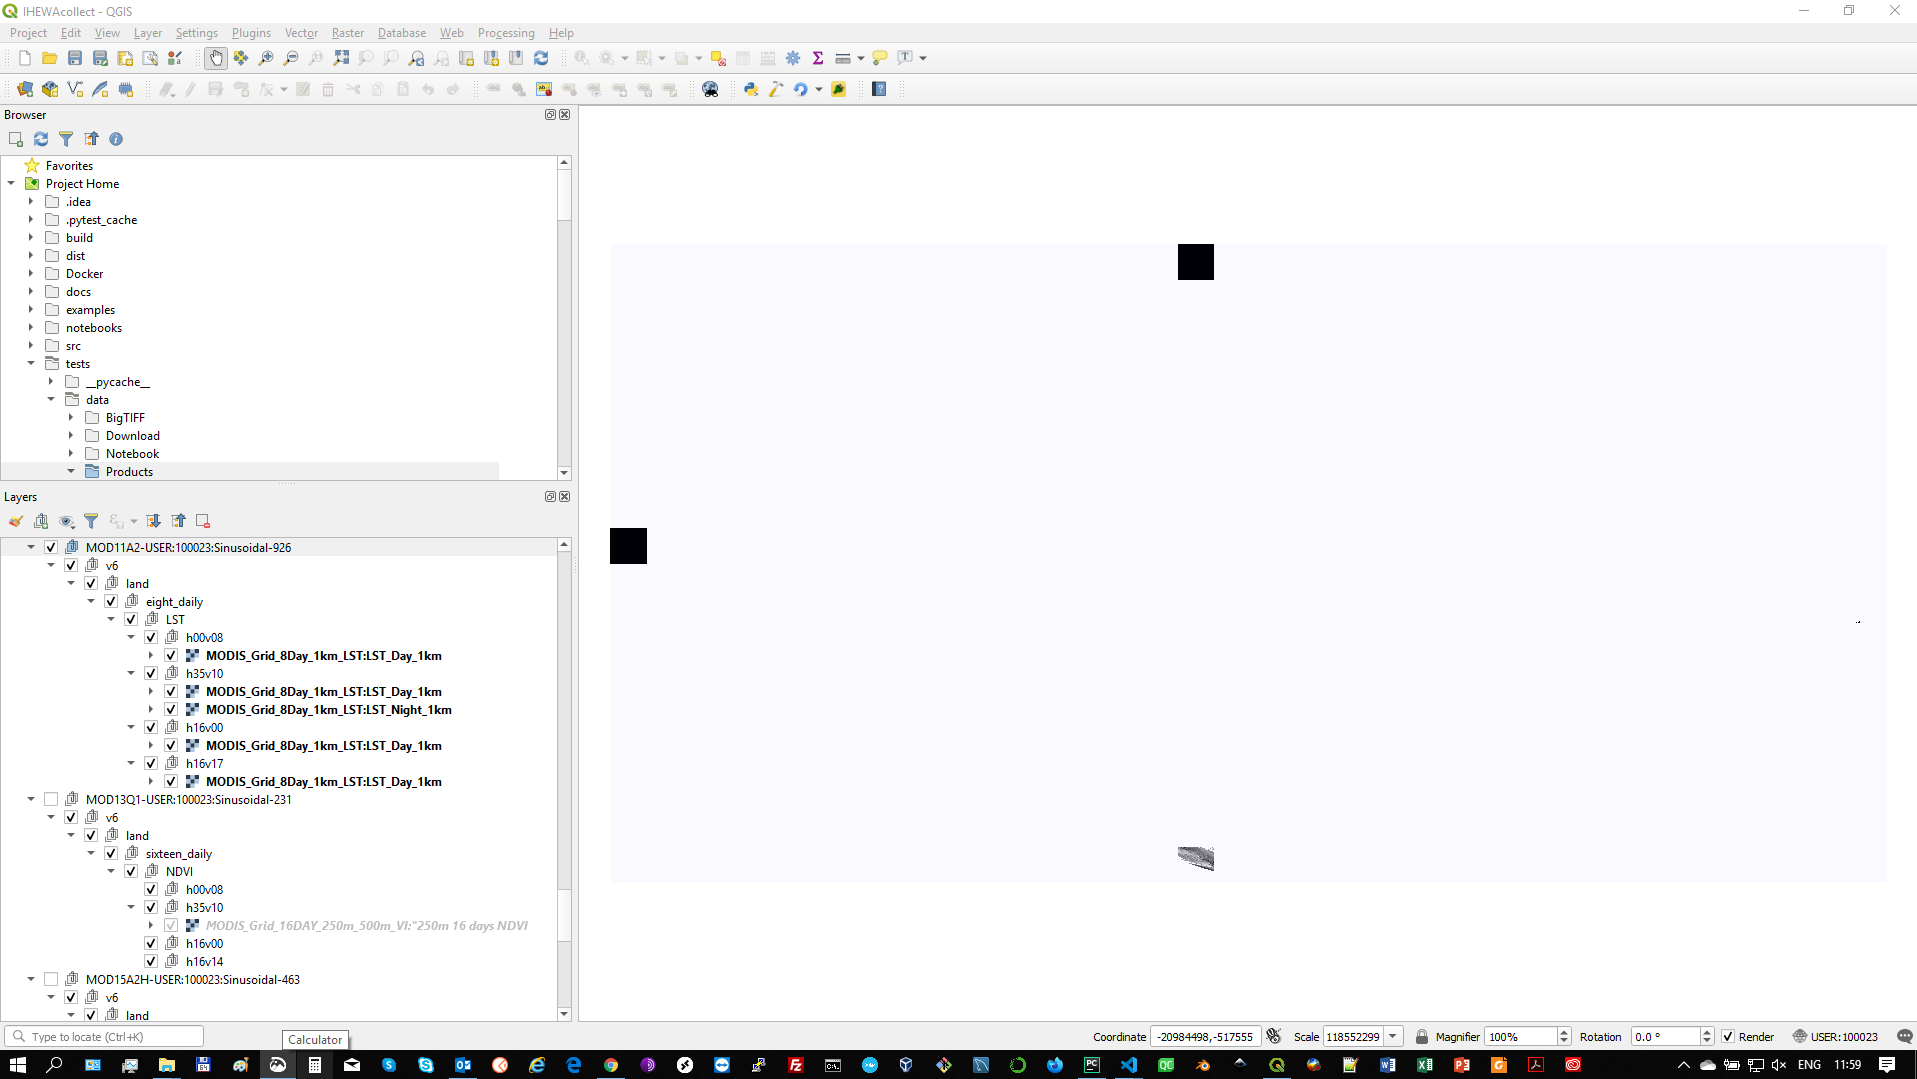 IHEWAcollect - QGIS
Project Edit View Layer Settings Plugins Vector Raster Database Web Processing Help
Browser
Favorites
Project Home
.idea
.pytest_cache
build
dist
Docker
docs
examples
notebooks
src
tests
__pycache__
data
BigTIFF
Download
Notebook
Products
Layers
MOD11A2-USER:100023:Sinusoidal-926
v6
land
eight_daily
LST
h00v08
MODIS_Grid_8Day_1km_LST:LST_Day_1km
h35v10
MODIS_Grid_8Day_1km_LST:LST_Day_1km
MODIS_Grid_8Day_1km_LST:LST_Night_1km
h16v00
MODIS_Grid_8Day_1km_LST:LST_Day_1km
h16v17
MODIS_Grid_8Day_1km_LST:LST_Day_1km
MOD13Q1-USER:100023:Sinusoidal-231
v6
land
sixteen_daily
NDVI
h00v08
h35v10
MODIS_Grid_16DAY_250m_500m_VI:"250m 16 days NDVI
h16v00
h16v14
MOD15A2H-USER:100023:Sinusoidal-463
v6
land
Type to locate (Ctrl+K)
Calculator
Coordinate -20984498,-517555 Scale 118552299 Magnifier 100% Rotation 0.0 ° Render USER:100023
ENG 11:59